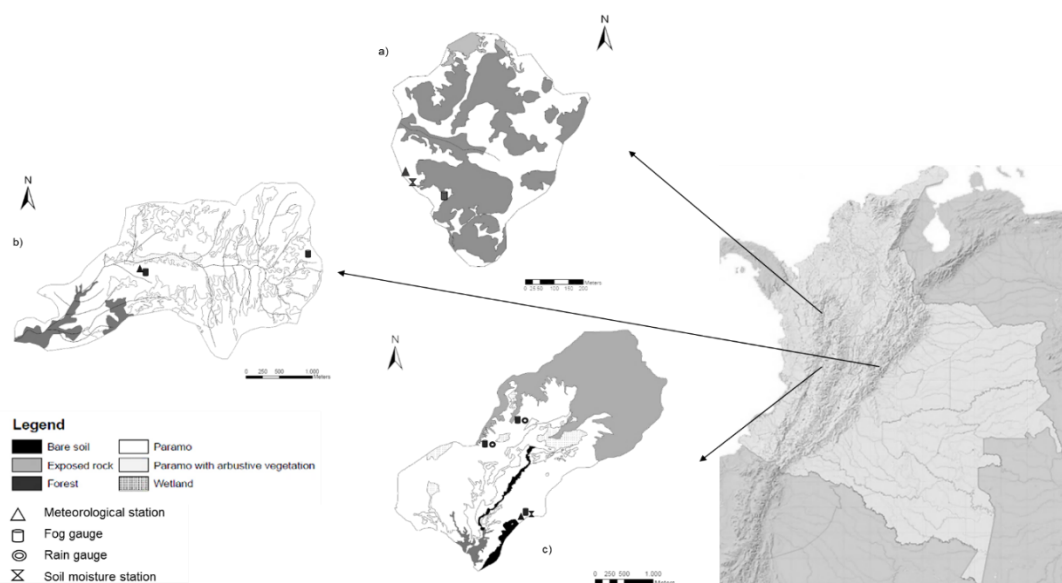 N
a)
0 25 50 100 150 200
Meters
N
b)
0 250 500 1 000
Meters
N
c)
0 250 500 1 000
Meters
Legend
Bare soil
Paramo
Exposed rock
Paramo with arbustive vegetation
Forest
Wetland
Meteorological station
Fog gauge
Rain gauge
Soil moisture station